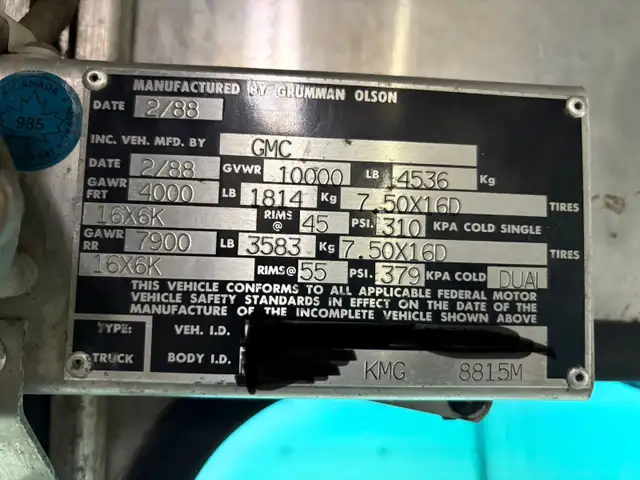 MANUFACTURED BY GRUMMAN OLSON
DATE 2/88
CANADA
985
INC. VEH. MFD. BY GMC
DATE 2/88 GVWR 10000 LB 4536 Kg
GAWR FRT 4000 LB 1814 Kg 7.50X16D TIRES
16X6K RIMS @ 45 PSI. 310 KPA COLD SINGLE
GAWR RR 7900 LB 3583 Kg 7.50X16D TIRES
16X6K RIMS @ 55 PSI. 379 KPA COLD DUAL
THIS VEHICLE CONFORMS TO ALL APPLICABLE FEDERAL MOTOR
VEHICLE SAFETY STANDARDS IN EFFECT ON THE DATE OF THE
MANUFACTURE OF THE INCOMPLETE VEHICLE SHOWN ABOVE
TYPE: VEH. I.D.
TRUCK BODY I.D. KMG 8815M